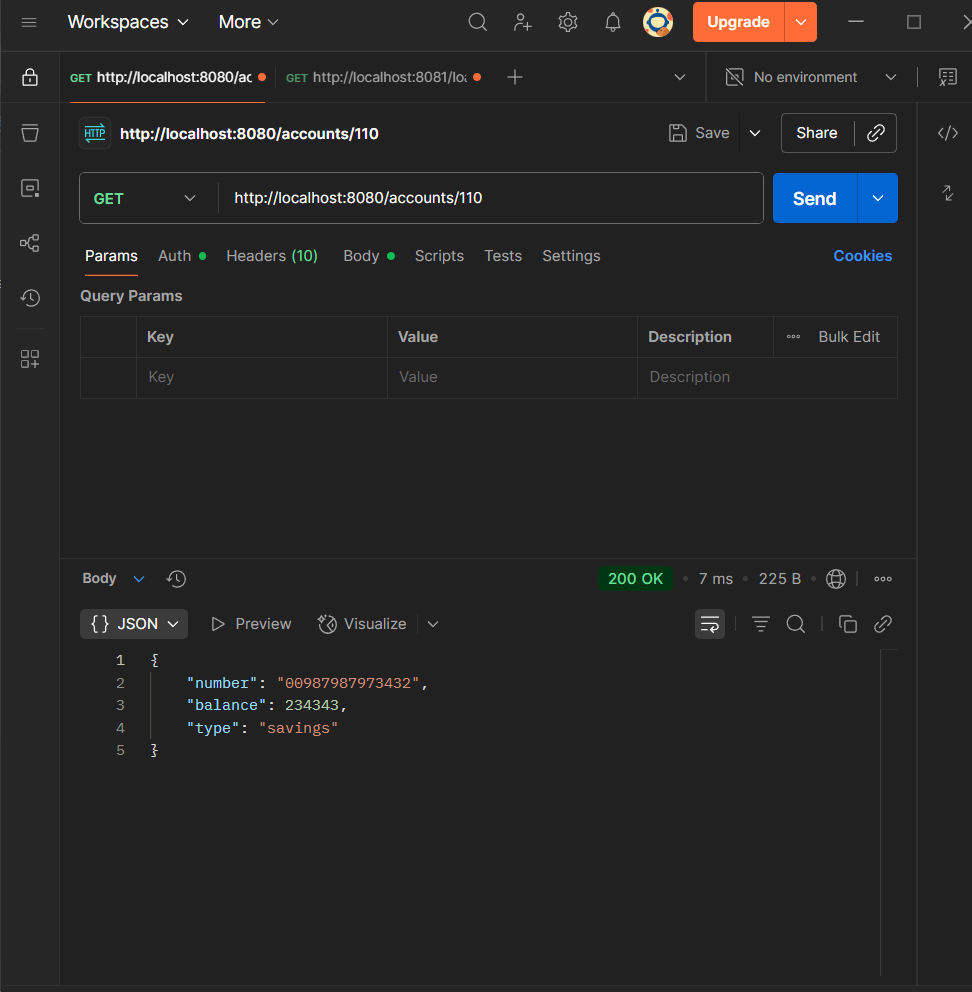 Workspaces More Upgrade
GET http://localhost:8080/ac GET http://localhost:8081/loa No environment
HTTP http://localhost:8080/accounts/110 Save Share
GET http://localhost:8080/accounts/110 Send
Params Auth Headers (10) Body Scripts Tests Settings Cookies
Query Params
Key Value Description Bulk Edit
Key Value Description
Body 200 OK • 7 ms • 225 B •
{} JSON Preview Visualize
1 {
2 "number": "00987987973432",
3 "balance": 234343,
4 "type": "savings"
5 }